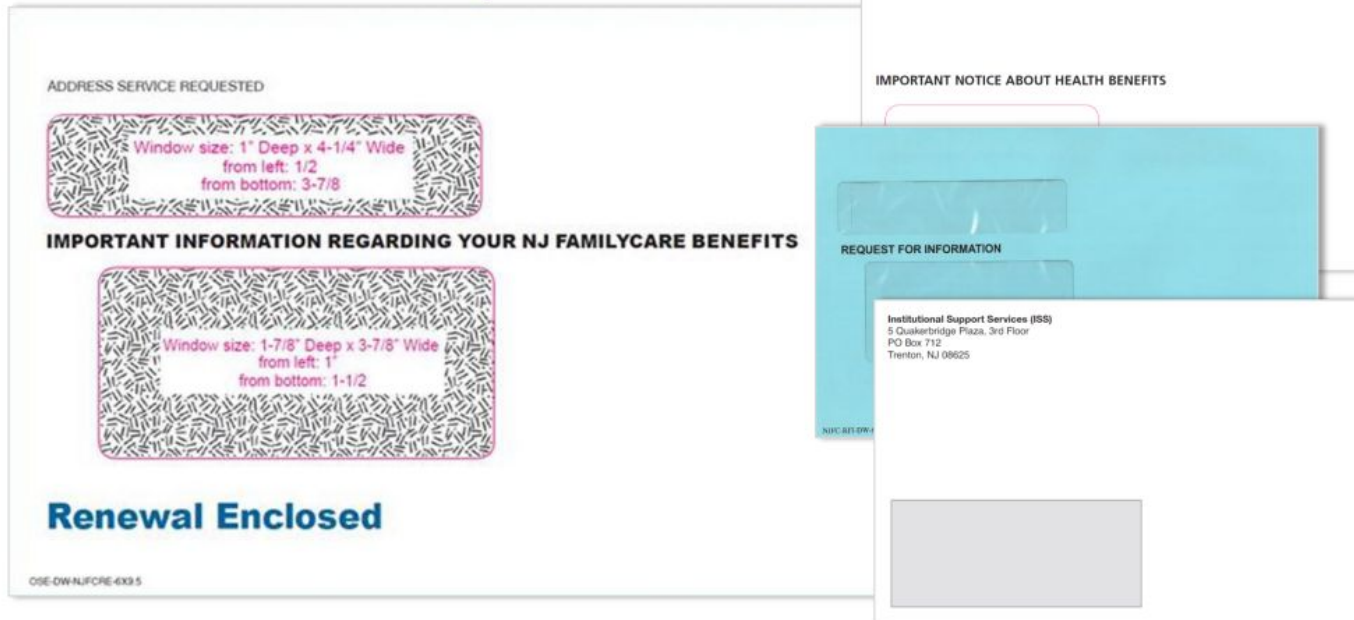 ADDRESS SERVICE REQUESTED
Window size: 1" Deep x 4-1/4" Wide
from left: 1/2
from bottom: 3-7/8
IMPORTANT INFORMATION REGARDING YOUR NJ FAMILYCARE BENEFITS
Window size: 1-7/8" Deep x 3-7/8" Wide
from left: 1"
from bottom: 1-1/2
Renewal Enclosed
OSE-DW-NJFCRE-6X9.5
IMPORTANT NOTICE ABOUT HEALTH BENEFITS
REQUEST FOR INFORMATION
Institutional Support Services (ISS)
5 Quakerbridge Plaza, 3rd Floor
PO Box 712
Trenton, NJ 08625